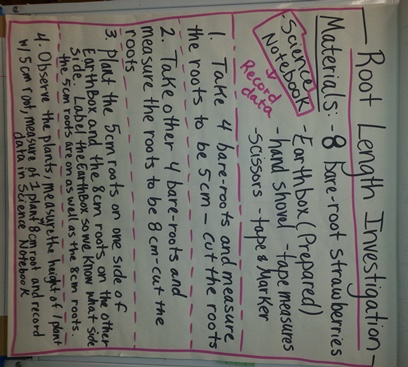 Root Length Investigation
Materials: - 8 bare-root strawberries
-Science Notebook
Record data
- Earthbox (Prepared)
- hand shovel - tape measures
- scissors - tape & Marker
1. Take 4 bare-roots and measure
the roots to be 5cm - cut the roots
2. Take other 4 bare-roots and
measure the roots to be 8cm - cut the
roots
3. Plant the 5cm roots on one side of
Earthbox and the 8cm roots on the other
side. Label the Earthbox so we know what side
the 5cm roots are on as well as the 8cm roots.
4. Observe the plants, measure the height of 1 plant
w/ 5cm root, measure of 1 plant 8cm root and record
data in Science Notebook